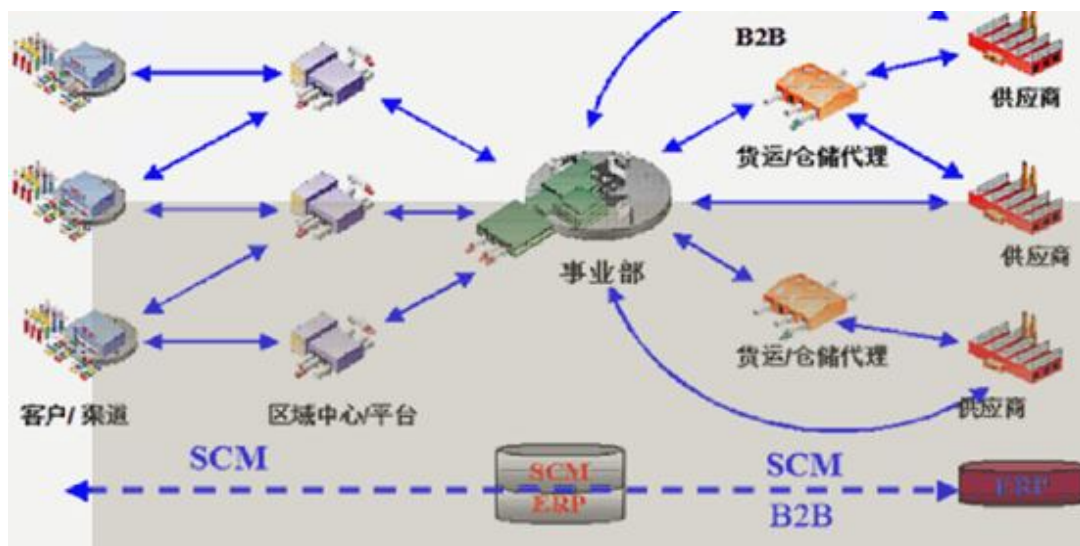 B2B
供应商
货运/仓储代理
供应商
事业部
货运/仓储代理
供应商
客户/ 渠道
区域中心/平台
SCM
SCM
ERP
SCM
B2B
ERP